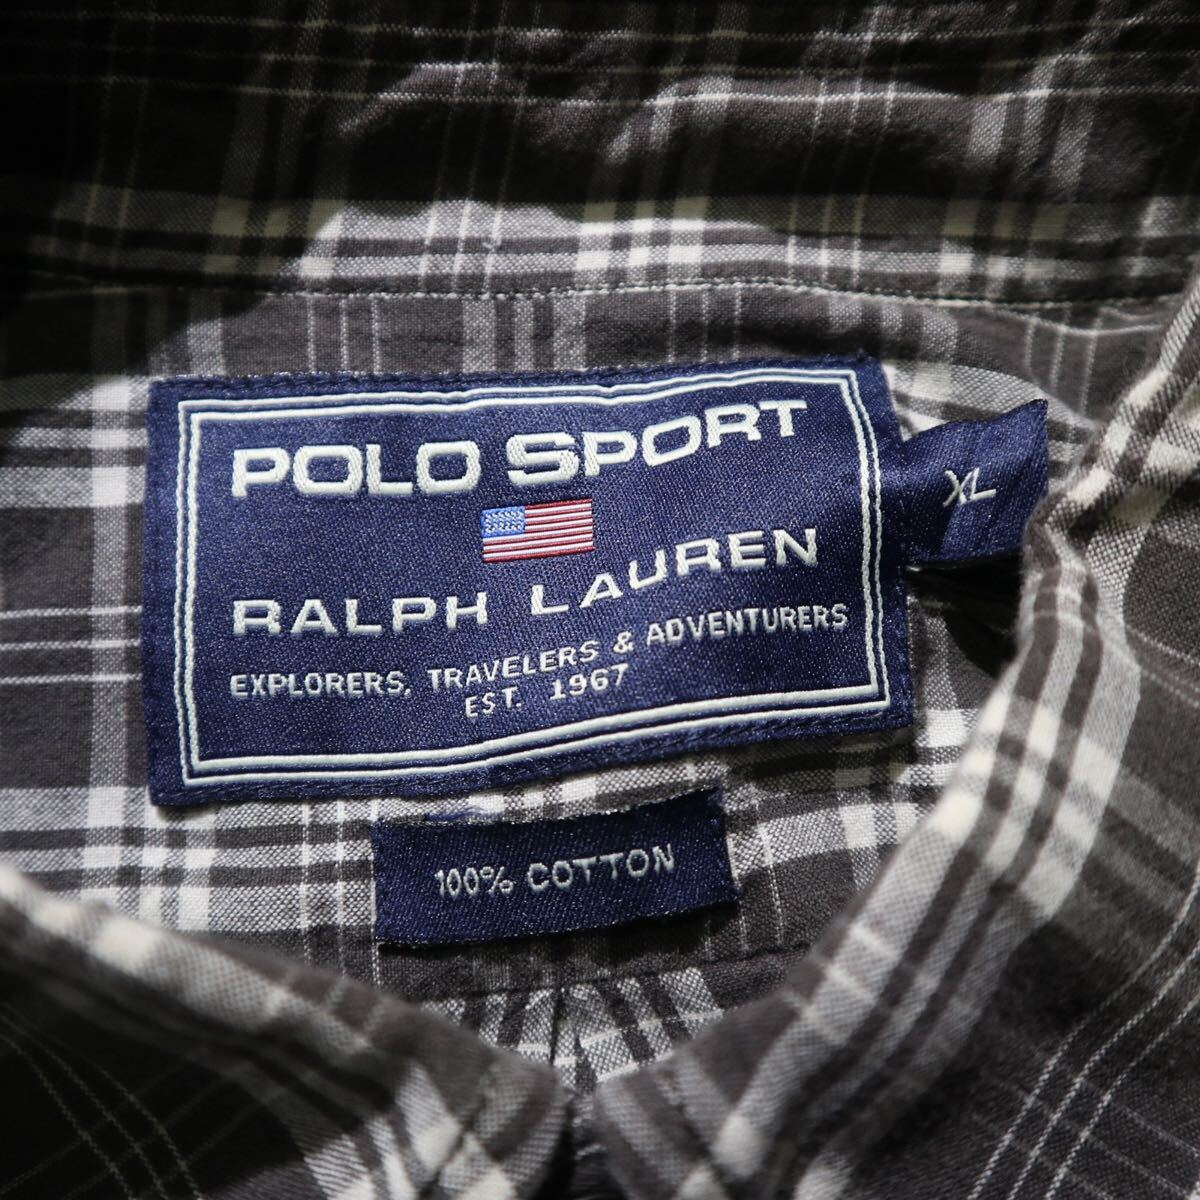 POLO SPORT
RALPH LAUREN
EXPLORERS, TRAVELERS & ADVENTURERS
EST. 1967
XL
100% COTTON